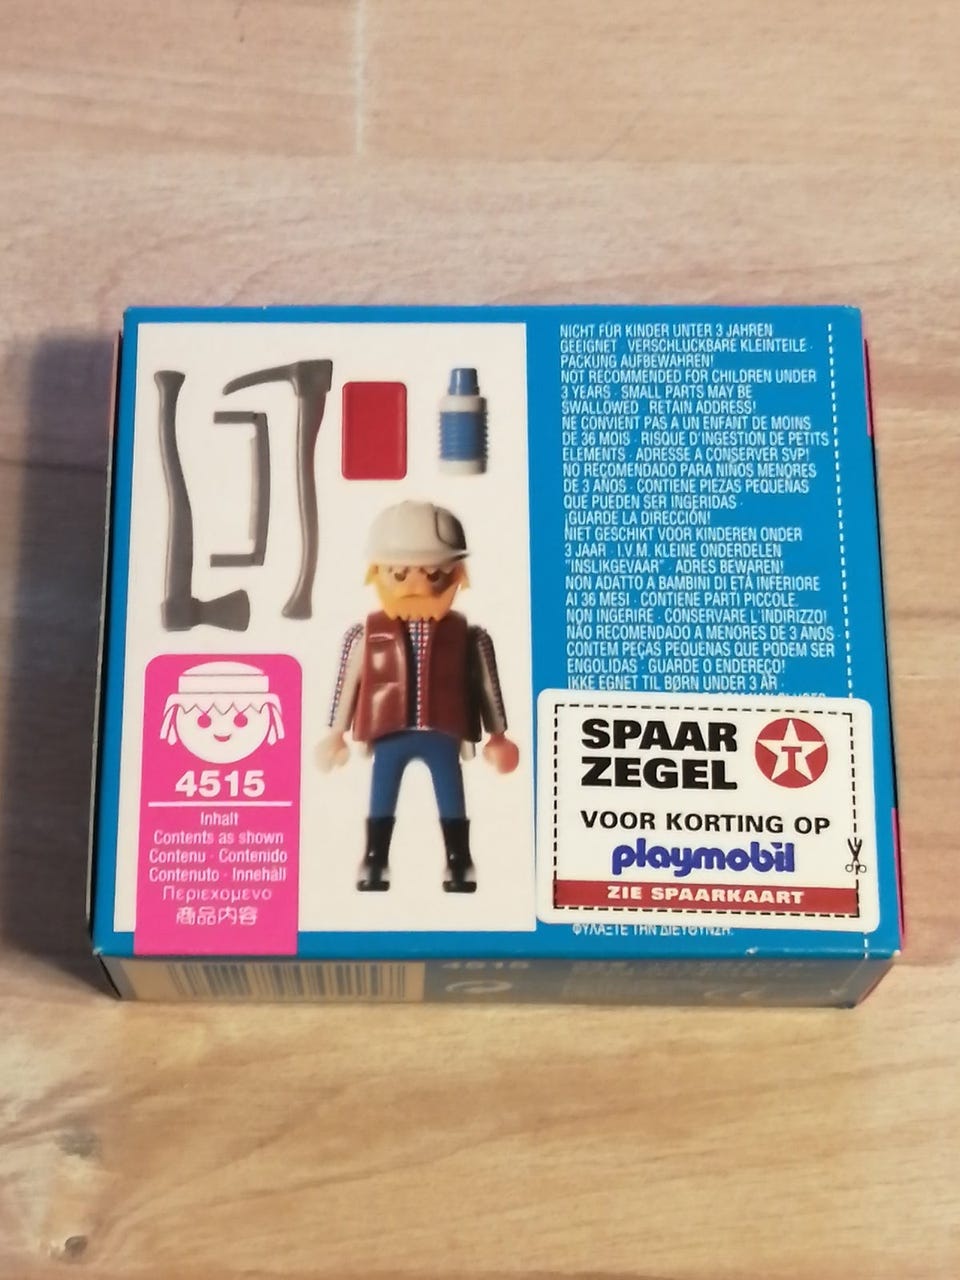 NICHT FÜR KINDER UNTER 3 JAHREN
GEEIGNET · VERSCHLUCKBARE KLEINTEILE ·
PACKUNG AUFBEWAHREN!
NOT RECOMMENDED FOR CHILDREN UNDER
3 YEARS · SMALL PARTS MAY BE
SWALLOWED · RETAIN ADDRESS!
NE CONVIENT PAS A UN ENFANT DE MOINS
DE 36 MOIS · RISQUE D'INGESTION DE PETITS
ELEMENTS · ADRESSE A CONSERVER SVP!
NO RECOMENDADO PARA NIÑOS MENORES
DE 3 AÑOS · CONTIENE PIEZAS PEQUEÑAS
QUE PUEDEN SER INGERIDAS ·
¡GUARDE LA DIRECCIÓN!
NIET GESCHIKT VOOR KINDEREN ONDER
3 JAAR · I.V.M. KLEINE ONDERDELEN
"INSLIKGEVAAR" · ADRES BEWAREN!
NON ADATTO A BAMBINI DI ETÀ INFERIORE
AI 36 MESI · CONTIENE PARTI PICCOLE.
NON INGERIRE · CONSERVARE L'INDIRIZZO!
NÃO RECOMENDADO A MENORES DE 3 ANOS ·
CONTEM PEÇAS PEQUENAS QUE PODEM SER
ENGOLIDAS · GUARDE O ENDEREÇO!
IKKE EGNET TIL BØRN UNDER 3 ÅR ·
SPAAR
ZEGEL
T
VOOR KORTING OP
playmobil
ZIE SPAARKAART
ΦΥΛΑΞΤΕ ΤΗΝ ΔΙΕΥΘΥΝΣΗ.
4515
Inhalt
Contents as shown
Contenu · Contenido
Contenuto · Innehåll
Περιεχομενο
商品内容
4515